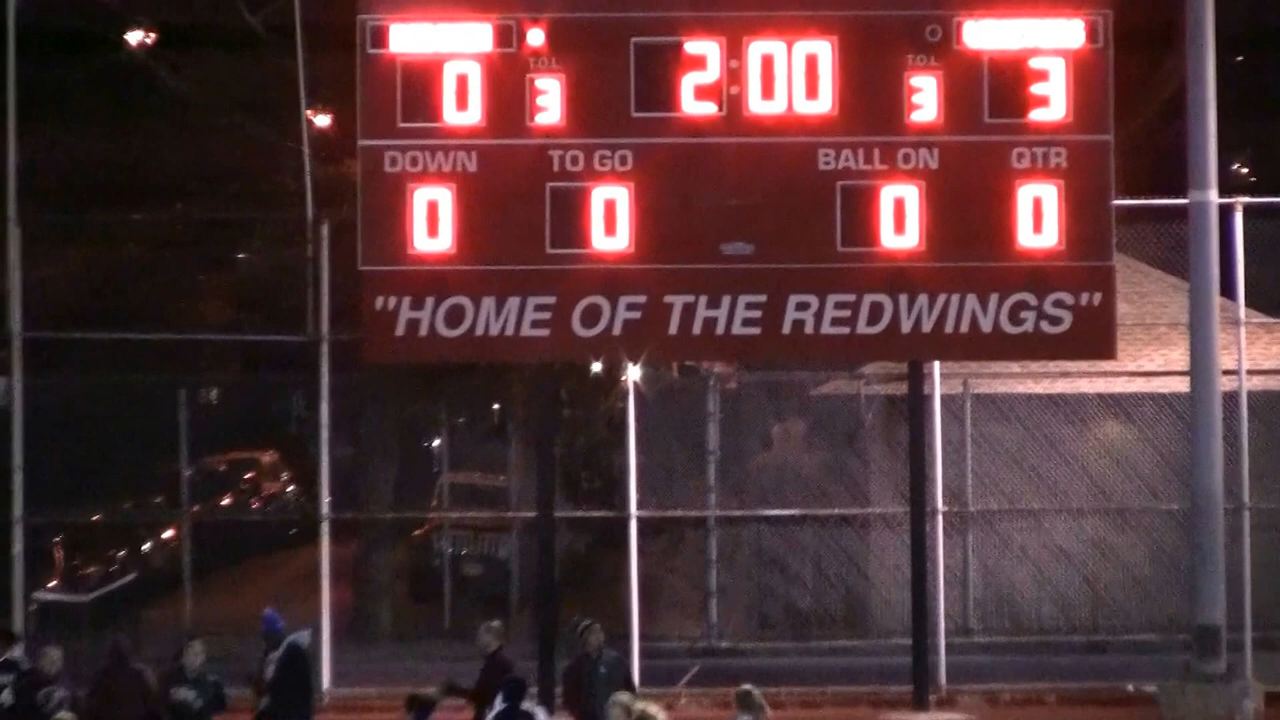 T.O.L T.O.L
0 3 2:00 3 3
DOWN TO GO BALL ON QTR
0 0 0 0
"HOME OF THE REDWINGS"